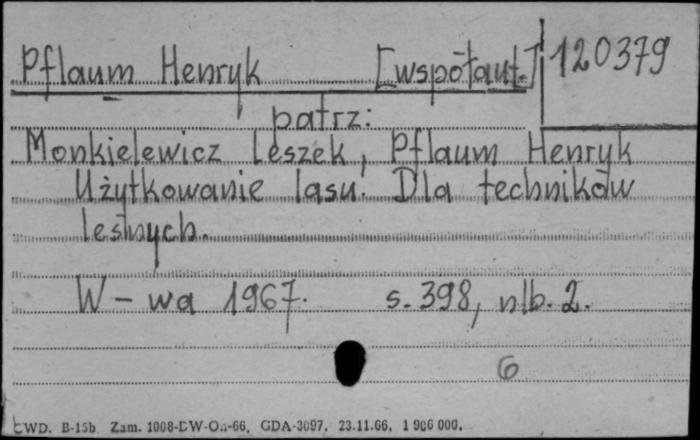 Pflaum Henryk [współaut.] 120379
patrz:
Monkielewicz Leszek, Pflaum Henryk
Użytkowanie lasu. Dla techników
leśnych.
W-wa 1967. s. 398, nlb. 2.
6
CWD. B-15b Zam. 1008-CW-On-66. GDA-3097. 23.11.66. 1 906 000.